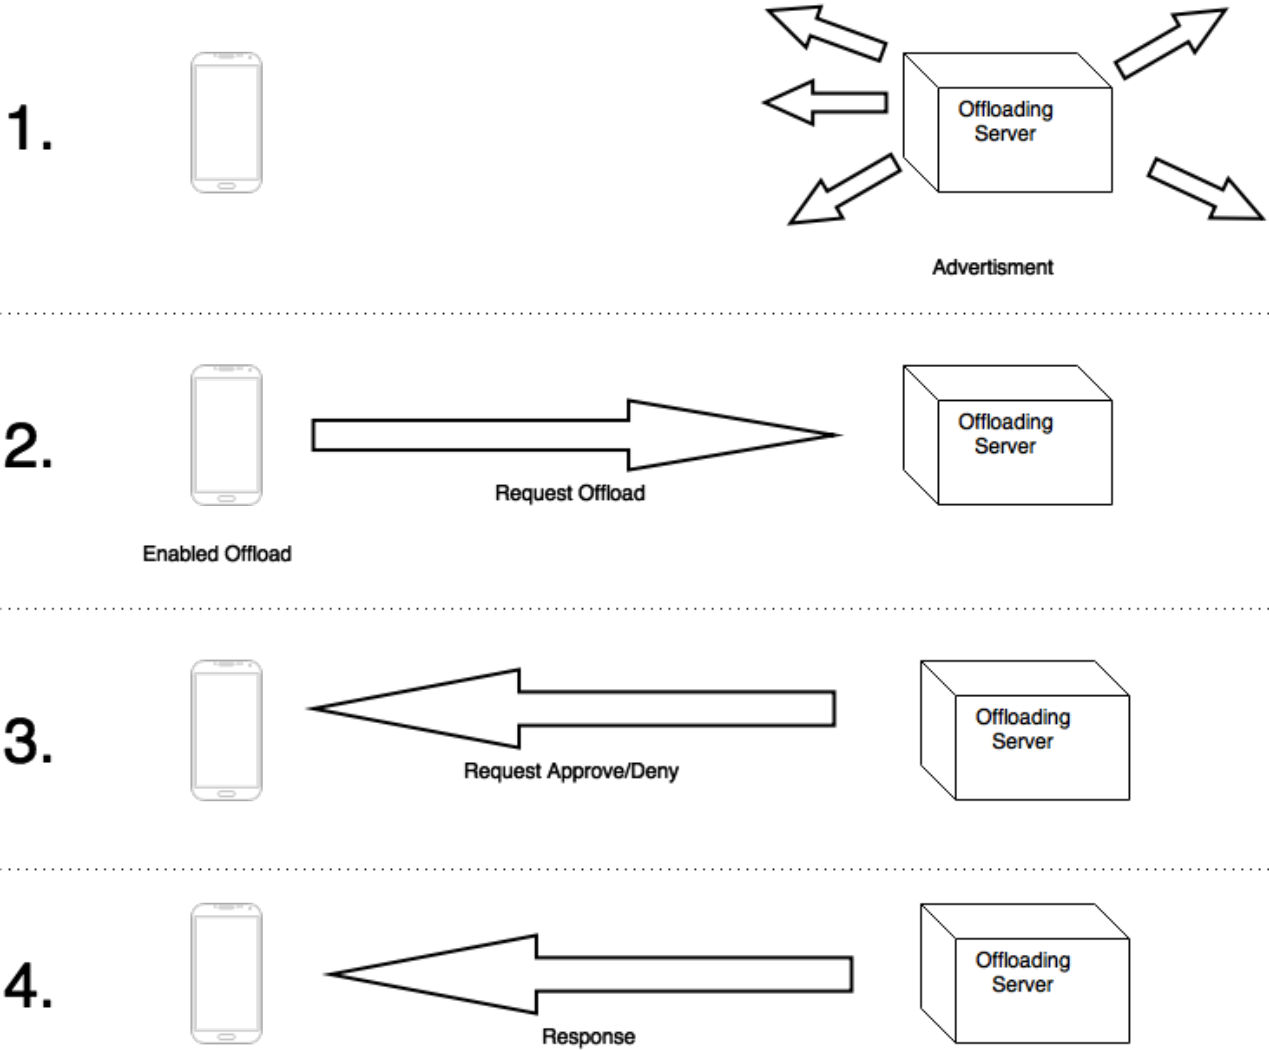 1.
Offloading
Server
Advertisment
2.
Offloading
Server
Request Offload
Enabled Offload
3.
Offloading
Server
Request Approve/Deny
4.
Offloading
Server
Response